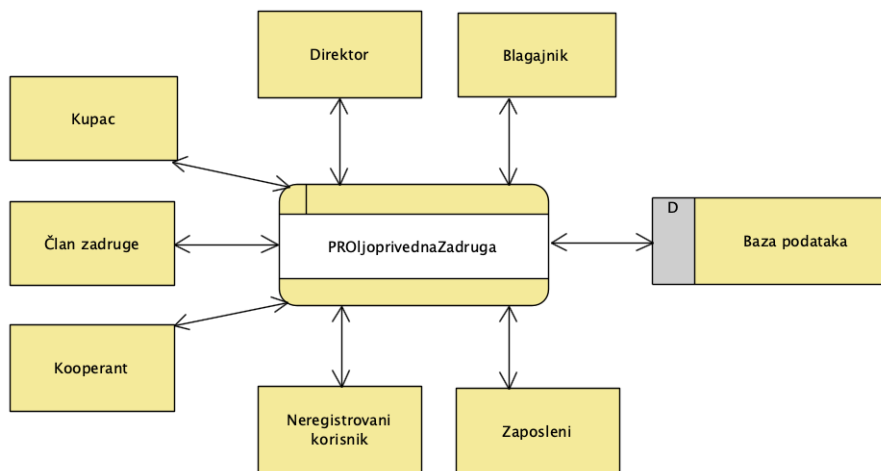 Direktor
Blagajnik
Kupac
Član zadruge
PROljoprivednaZadruga
D
Baza podataka
Kooperant
Neregistrovani
korisnik
Zaposleni